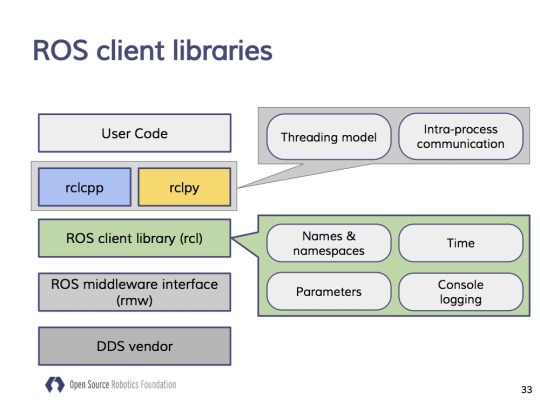 ROS client libraries
User Code
Threading model
Intra-process
communication
rclcpp
rclpy
ROS client library (rcl)
Names &
namespaces
Time
ROS middleware interface
(rmw)
Parameters
Console
logging
DDS vendor
Open Source Robotics Foundation
33